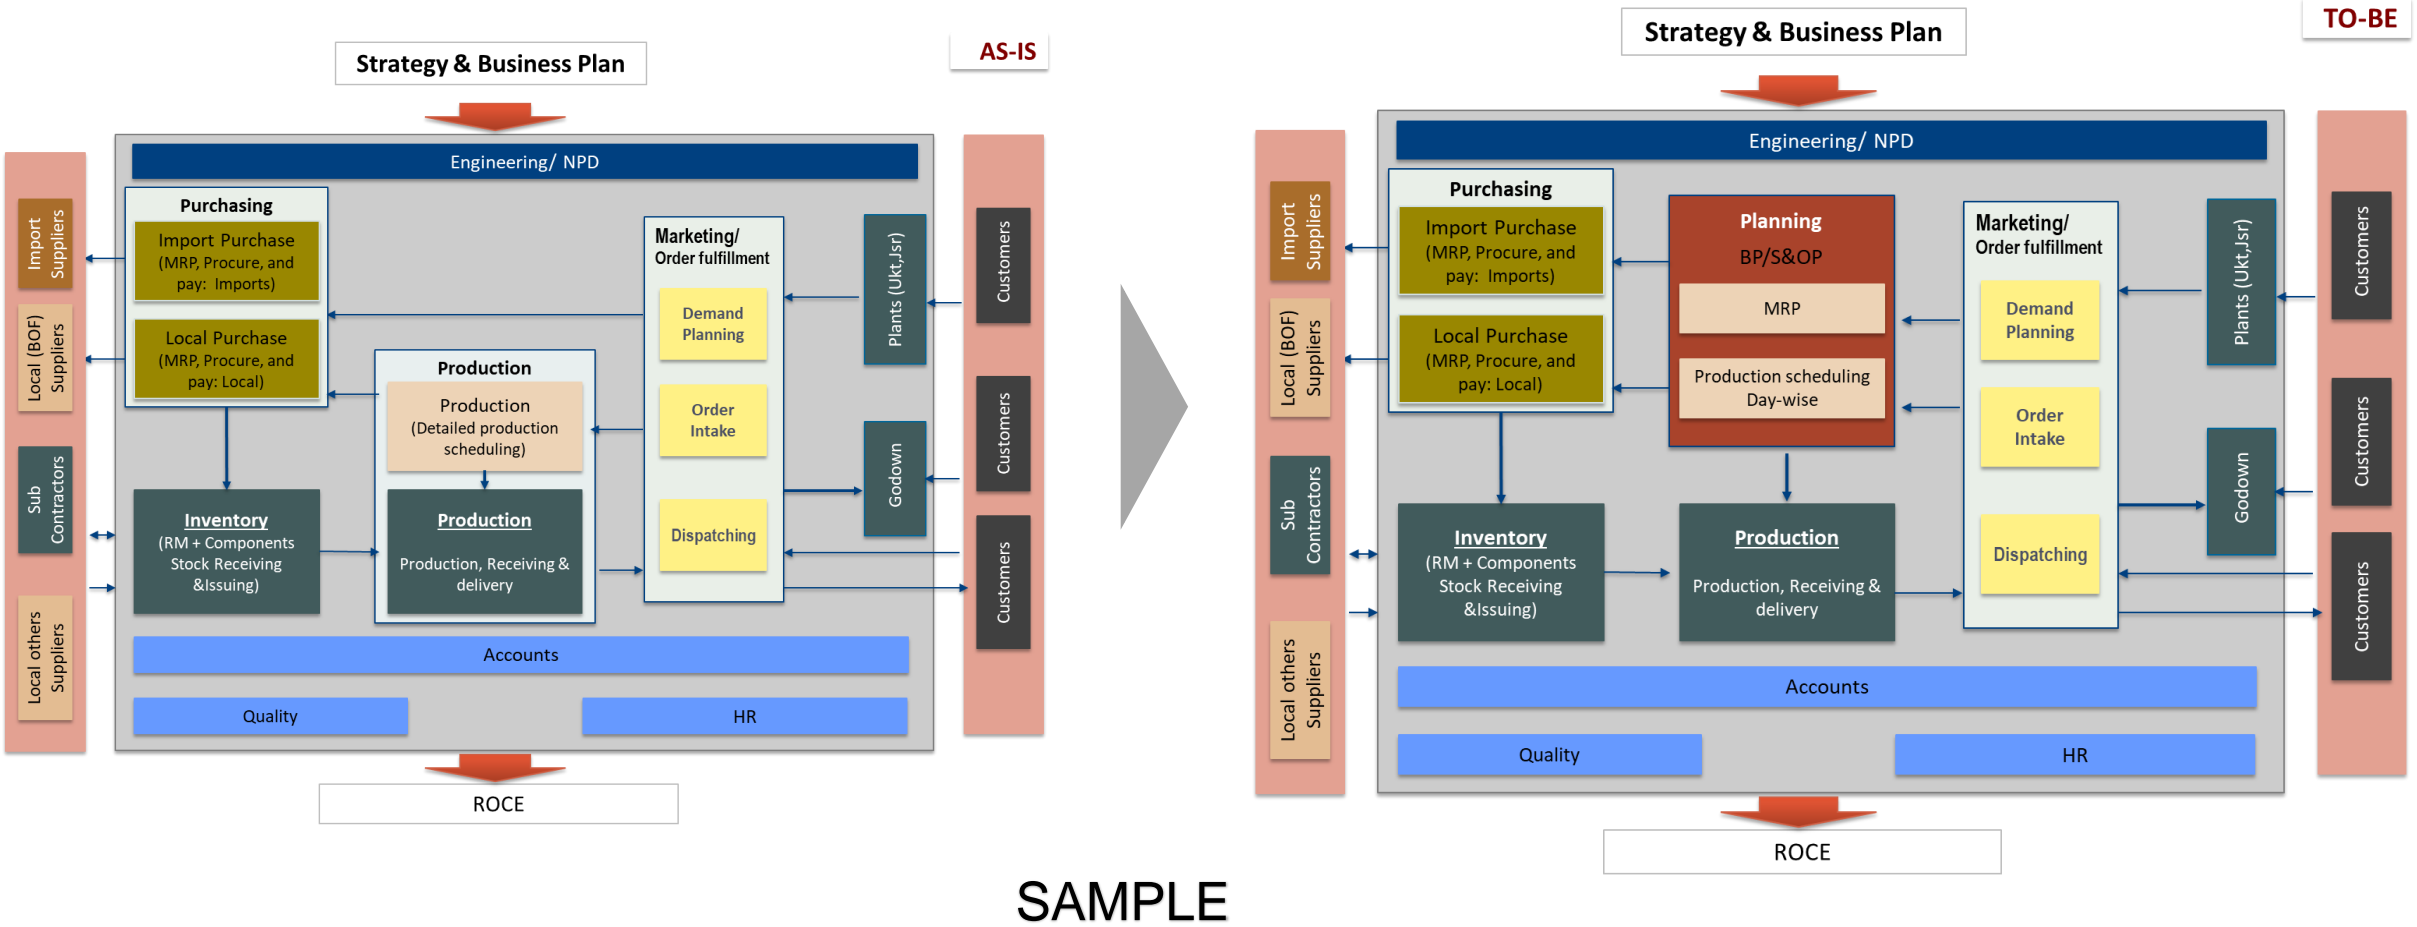 Strategy & Business Plan
AS-IS
Engineering/ NPD
Import
Suppliers
Local (BOF)
Suppliers
Sub
Contractors
Local others
Suppliers
Purchasing
Import Purchase
(MRP, Procure, and
pay: Imports)
Local Purchase
(MRP, Procure, and
pay: Local)
Production
Production
(Detailed production
scheduling)
Inventory
(RM + Components
Stock Receiving
&Issuing)
Production
Production, Receiving &
delivery
Marketing/
Order fulfillment
Demand
Planning
Order
Intake
Dispatching
Plants (Ukt,Jsr)
Godown
Customers
Customers
Customers
Accounts
Quality
HR
ROCE
Strategy & Business Plan
TO-BE
Engineering/ NPD
Import
Suppliers
Local (BOF)
Suppliers
Sub
Contractors
Local others
Suppliers
Purchasing
Import Purchase
(MRP, Procure, and
pay: Imports)
Local Purchase
(MRP, Procure, and
pay: Local)
Planning
BP/S&OP
MRP
Production scheduling
Day-wise
Inventory
(RM + Components
Stock Receiving
&Issuing)
Production
Production, Receiving &
delivery
Marketing/
Order fulfillment
Demand
Planning
Order
Intake
Dispatching
Plants (Ukt,Jsr)
Godown
Customers
Customers
Customers
Accounts
Quality
HR
ROCE
SAMPLE